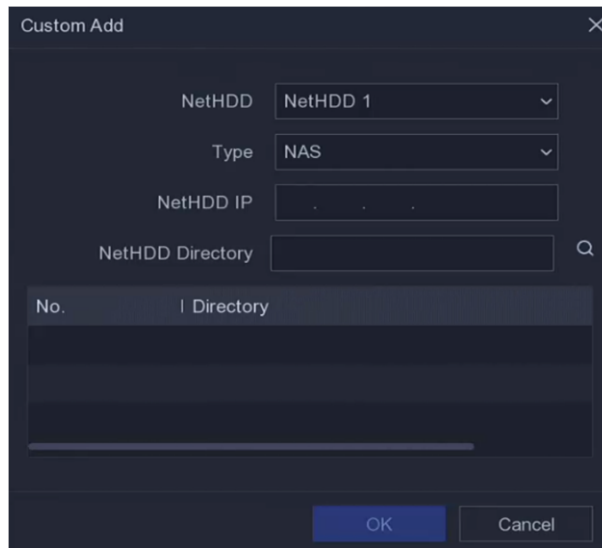 Custom Add
NetHDD NetHDD 1
Type NAS
NetHDD IP . . .
NetHDD Directory
No. Directory
OK Cancel